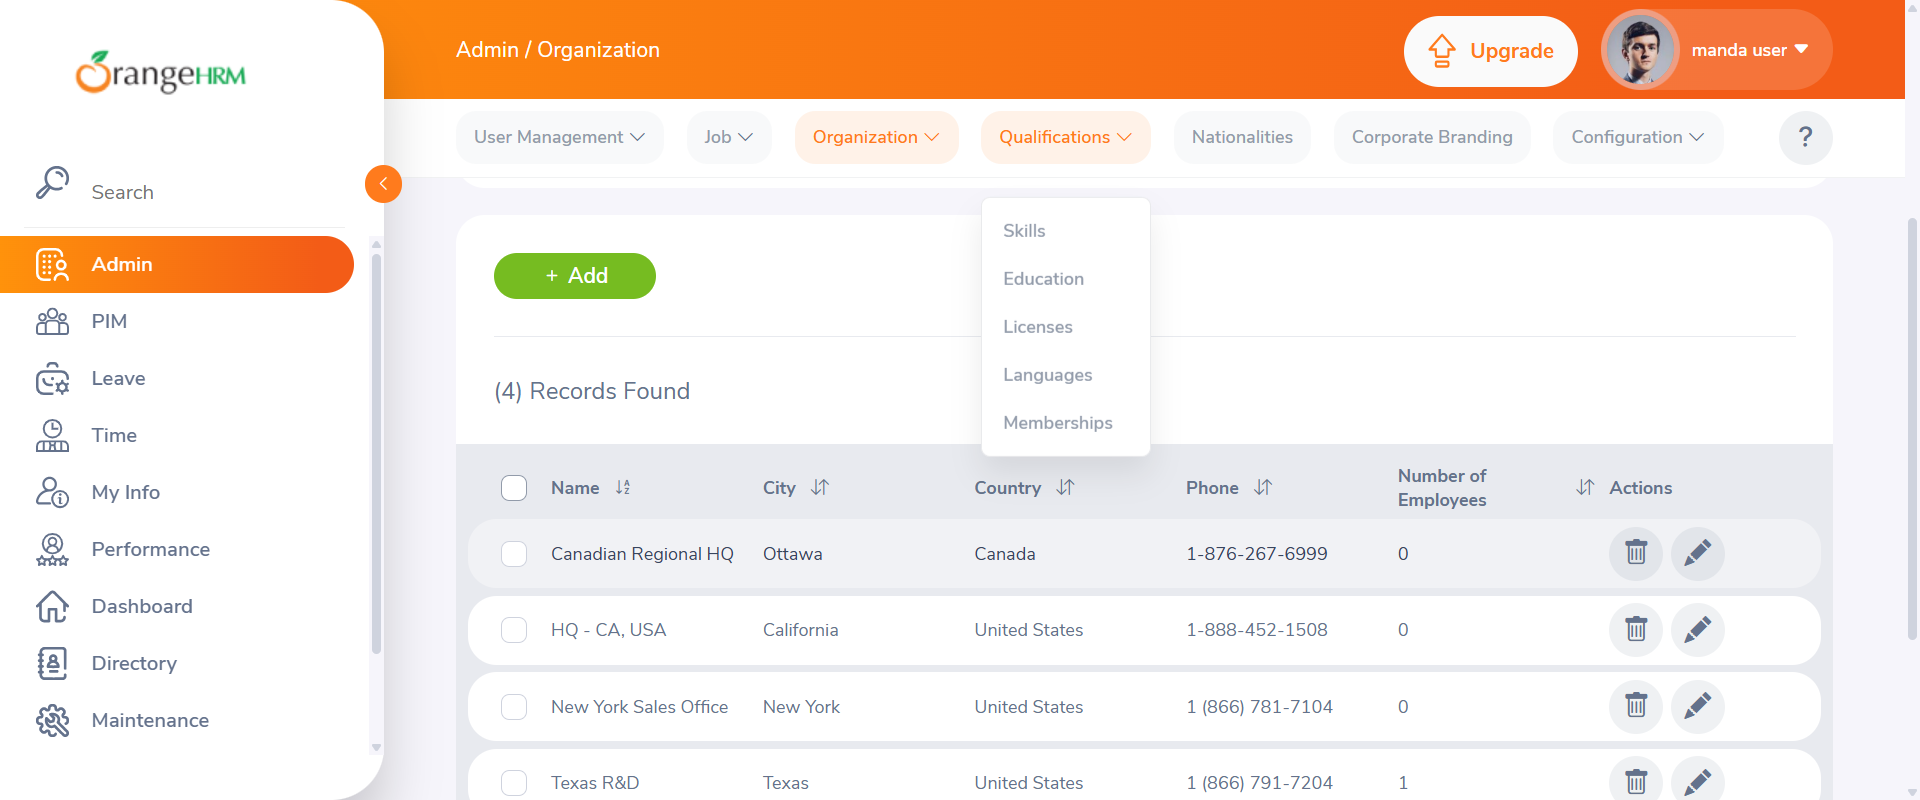 OrangeHRM
Admin / Organization
Upgrade
manda user
User Management
Job
Organization
Qualifications
Nationalities
Corporate Branding
Configuration
?
Search
Admin
PIM
Leave
Time
My Info
Performance
Dashboard
Directory
Maintenance
Skills
Education
Licenses
Languages
Memberships
+ Add
(4) Records Found
Name City Country Phone Number of Employees Actions
Canadian Regional HQ Ottawa Canada 1-876-267-6999 0
HQ - CA, USA California United States 1-888-452-1508 0
New York Sales Office New York United States 1 (866) 781-7104 0
Texas R&D Texas United States 1 (866) 791-7204 1